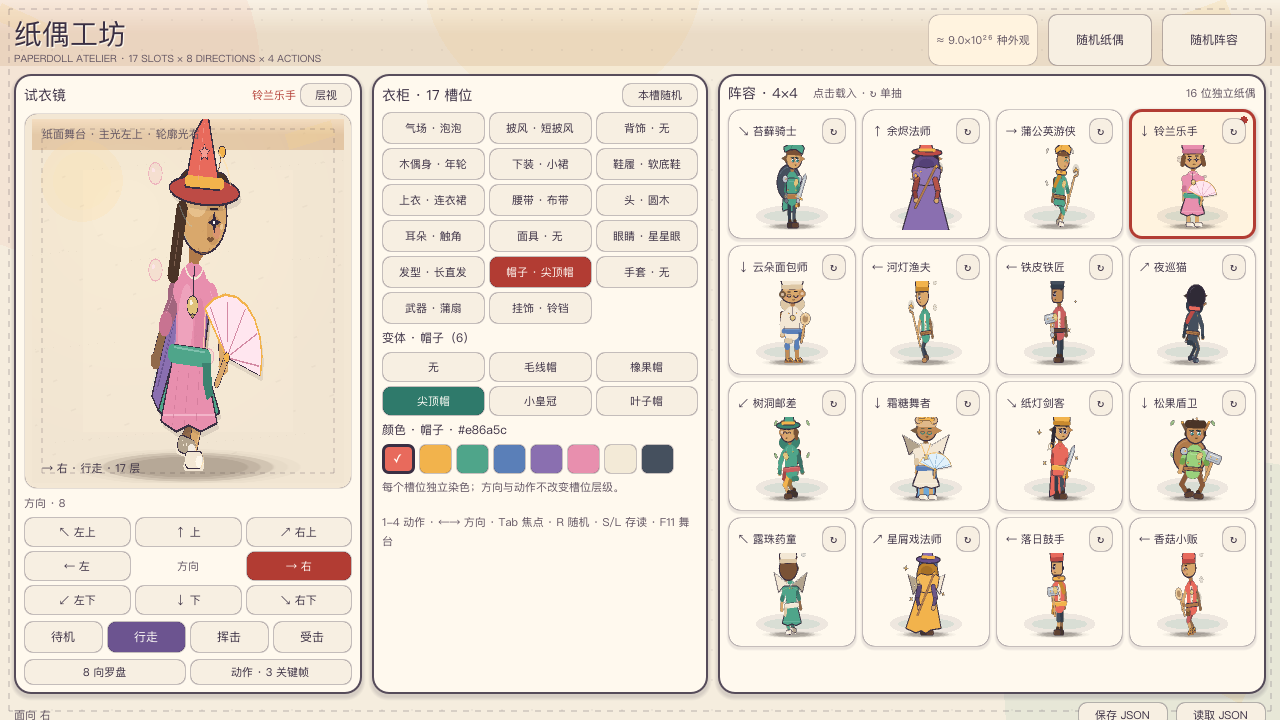 纸偶工坊
PAPERDOLL ATELIER · 17 SLOTS × 8 DIRECTIONS × 4 ACTIONS
≈ 9.0×10²⁶ 种外观
随机纸偶
随机阵容
试衣镜
铃兰乐手
层视
纸面舞台 · 主光左上 · 轮廓光右
→ 右 · 行走 · 17 层
方向 · 8
↖ 左上
↑ 上
↗ 右上
← 左
方向
→ 右
↙ 左下
↓ 下
↘ 右下
待机
行走
挥击
受击
8 向罗盘
动作 · 3 关键帧
面向 右
衣柜 · 17 槽位
本槽随机
气场 · 泡泡
披风 · 短披风
背饰 · 无
木偶身 · 年轮
下装 · 小裙
鞋履 · 软底鞋
上衣 · 连衣裙
腰带 · 布带
头 · 圆木
耳朵 · 触角
面具 · 无
眼睛 · 星星眼
发型 · 长直发
帽子 · 尖顶帽
手套 · 无
武器 · 蒲扇
挂饰 · 铃铛
变体 · 帽子（6）
无
毛线帽
橡果帽
尖顶帽
小皇冠
叶子帽
颜色 · 帽子 · #e86a5c
✓
每个槽位独立染色；方向与动作不改变槽位层级。
1–4 动作 · ←→ 方向 · Tab 焦点 · R 随机 · S/L 存读 · F11 舞
台
阵容 · 4×4
点击载入 · ↻ 单抽
16 位独立纸偶
↘ 苔藓骑士 ↻
↑ 余烬法师 ↻
→ 蒲公英游侠 ↻
↓ 铃兰乐手 ↻
↓ 云朵面包师 ↻
← 河灯渔夫 ↻
← 铁皮铁匠 ↻
↗ 夜巡猫 ↻
↙ 树洞邮差 ↻
↓ 霜糖舞者 ↻
↘ 纸灯剑客 ↻
↓ 松果盾卫 ↻
↖ 露珠药童 ↻
↗ 星屑戏法师 ↻
← 落日鼓手 ↻
← 香菇小贩 ↻
保存 JSON
读取 JSON